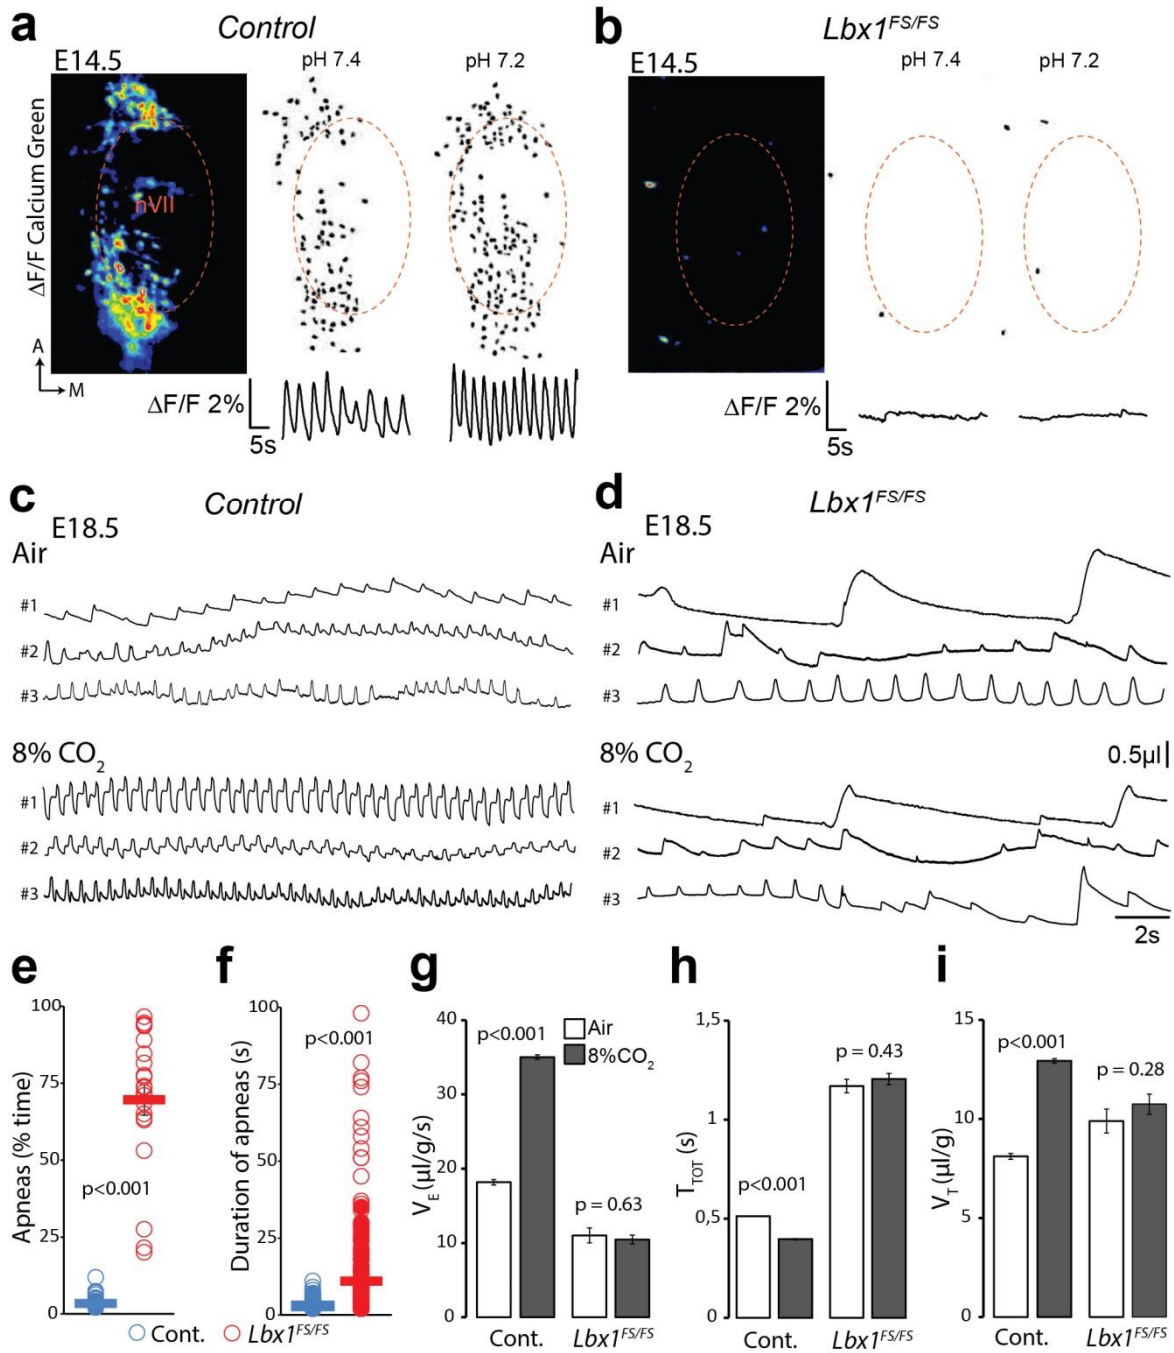 a Control
E14.5 pH 7.4 pH 7.2
ΔF/F Calcium Green
nVII
A
M
ΔF/F 2%
5s
b Lbx1FS/FS
E14.5 pH 7.4 pH 7.2
ΔF/F 2%
5s
c Control
E18.5
Air
#1
#2
#3
8% CO2
#1
#2
#3
d Lbx1FS/FS
E18.5
#1
#2
#3
0.5µl
#1
#2
#3
2s
e
Apneas (% time)
100
75
50
25
0
p<0.001
f
Duration of apneas (s)
100
75
50
25
0
p<0.001
Cont. Lbx1FS/FS
g
VE (µl/g/s)
40
30
20
10
0
p<0.001
p = 0.63
Air
8%CO2
Cont. Lbx1FS/FS
h
TTOT (s)
1,5
1
0,5
0
p<0.001
p = 0.43
Cont. Lbx1FS/FS
i
VT (µl/g)
15
10
5
0
p<0.001
p = 0.28
Cont. Lbx1FS/FS